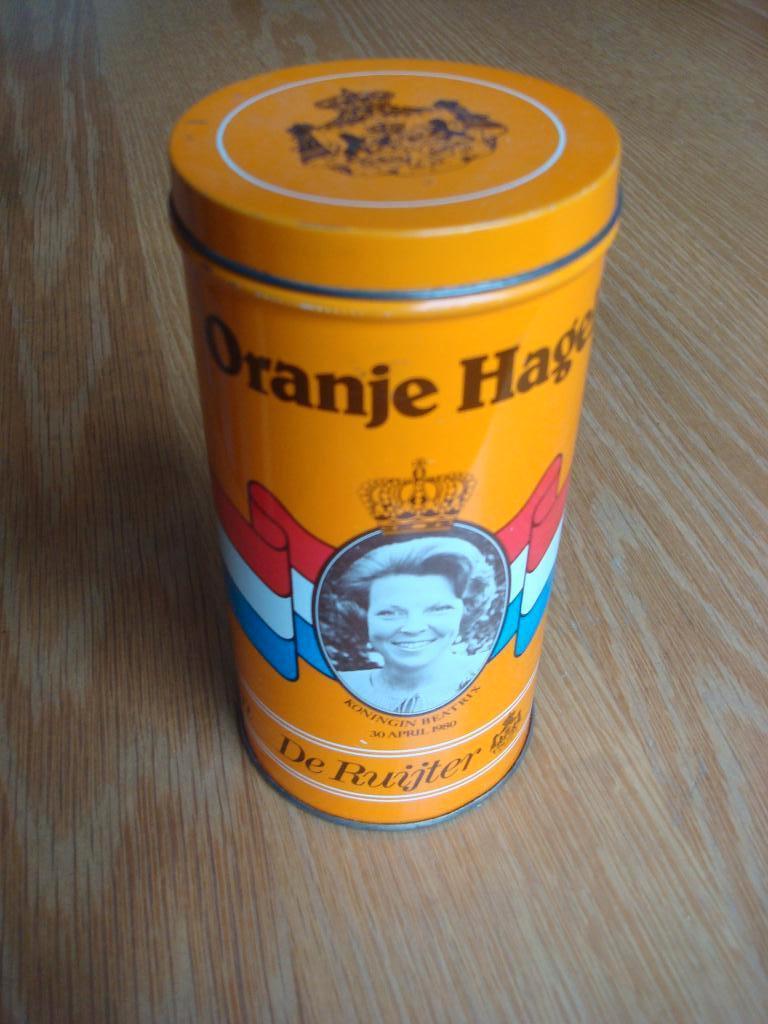 Oranje Hage
KONINGIN BEATRIX
30 APRIL 1980
De Ruijter